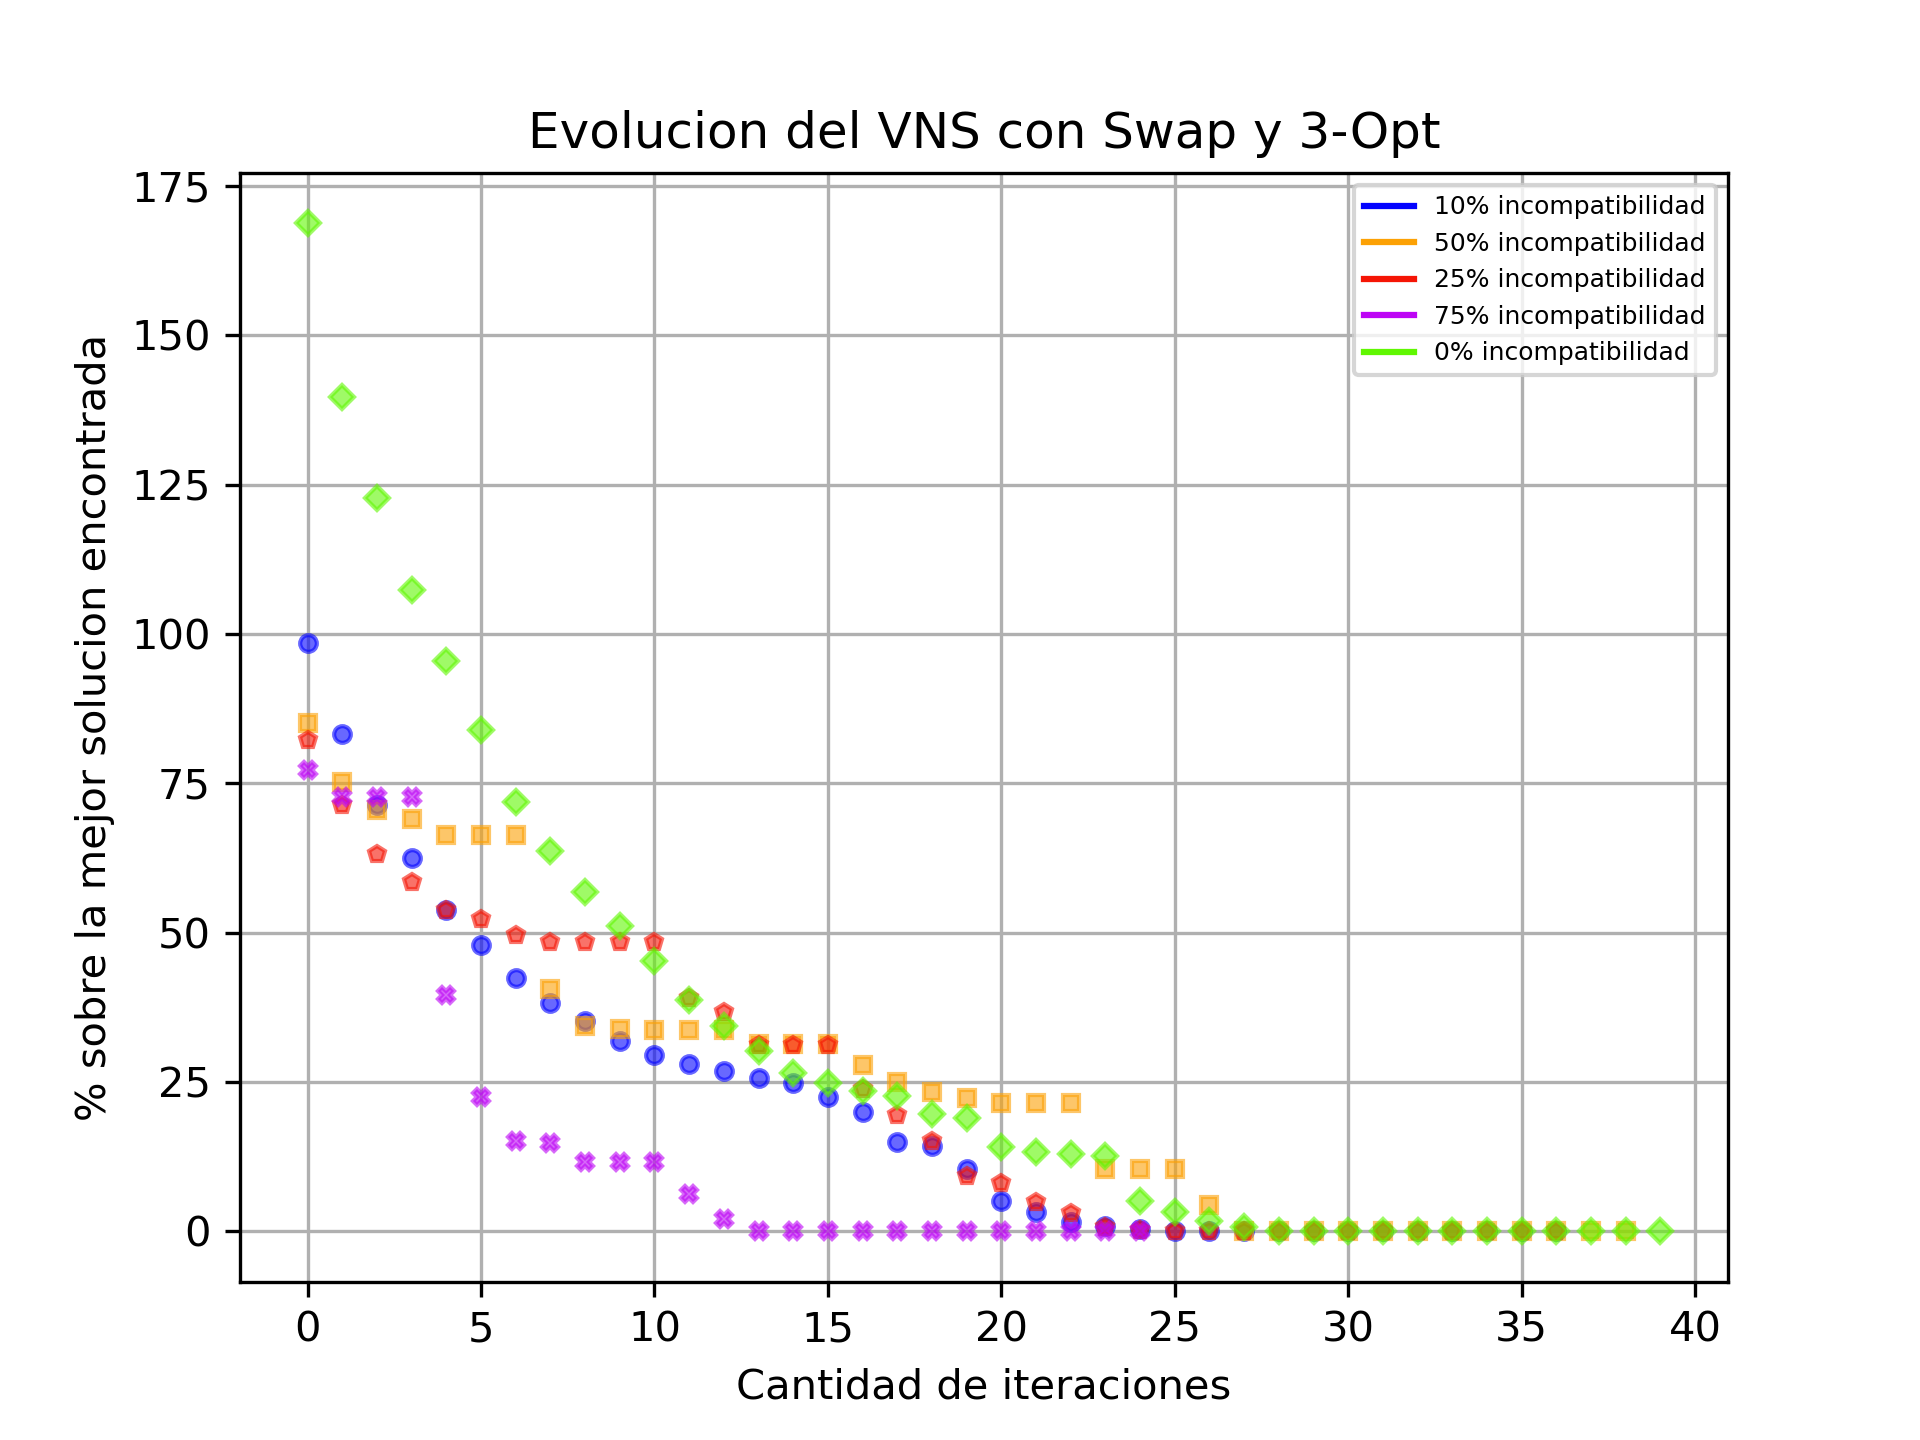 Evolucion del VNS con Swap y 3-Opt
% sobre la mejor solucion encontrada
175
150
125
100
75
50
25
0
10% incompatibilidad
50% incompatibilidad
25% incompatibilidad
75% incompatibilidad
0% incompatibilidad
0 5 10 15 20 25 30 35 40
Cantidad de iteraciones